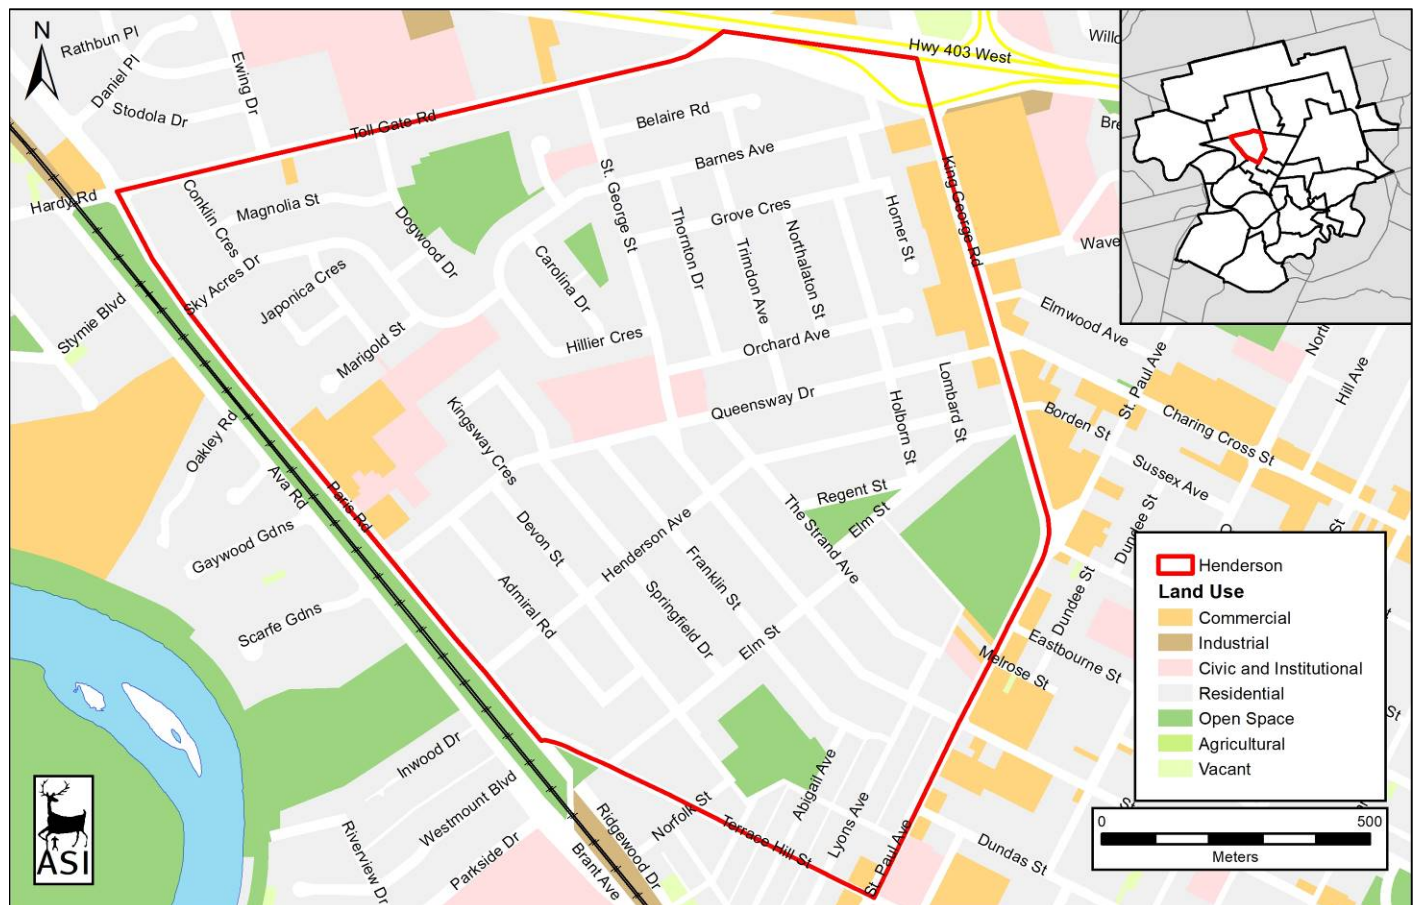 N
Rathbun Pl
Daniel Pl
Ewing Dr
Stodola Dr
Hwy 403 West
Toll Gate Rd
Belaire Rd
Barnes Ave
Hardy Rd
Conklin Cres
Magnolia St
Dogwood Dr
St. George St
Thornton Dr
Grove Cres
Trimdon Ave
Northalaton St
Horner St
King George Rd
Wave
Sky Acres Dr
Japonica Cres
Carolina Dr
Stymie Blvd
Marigold St
Hillier Cres
Orchard Ave
Elmwood Ave
St. Paul Ave
Hill Ave
Queensway Dr
Holborn St
Lombard St
Borden St
Charing Cross St
Kingsway Cres
Oakley Rd
Ava Rd
Paris Rd
Regent St
Elm St
The Strand Ave
Sussex Ave
Dundee St
St
Gaywood Gdns
Devon St
Henderson Ave
Franklin St
Springfield Dr
Admiral Rd
Scarfe Gdns
Elm St
Dundee St
Eastbourne St
Melrose St
Inwood Dr
Westmount Blvd
Parkside Dr
Riverview Dr
Ridgewood Dr
Brant Ave
Norfolk St
Terrace Hill St
Abigail Ave
Lyons Ave
St. Paul Ave
Dundas St
St
Henderson
Land Use
Commercial
Industrial
Civic and Institutional
Residential
Open Space
Agricultural
Vacant
0 500
Meters
ASI